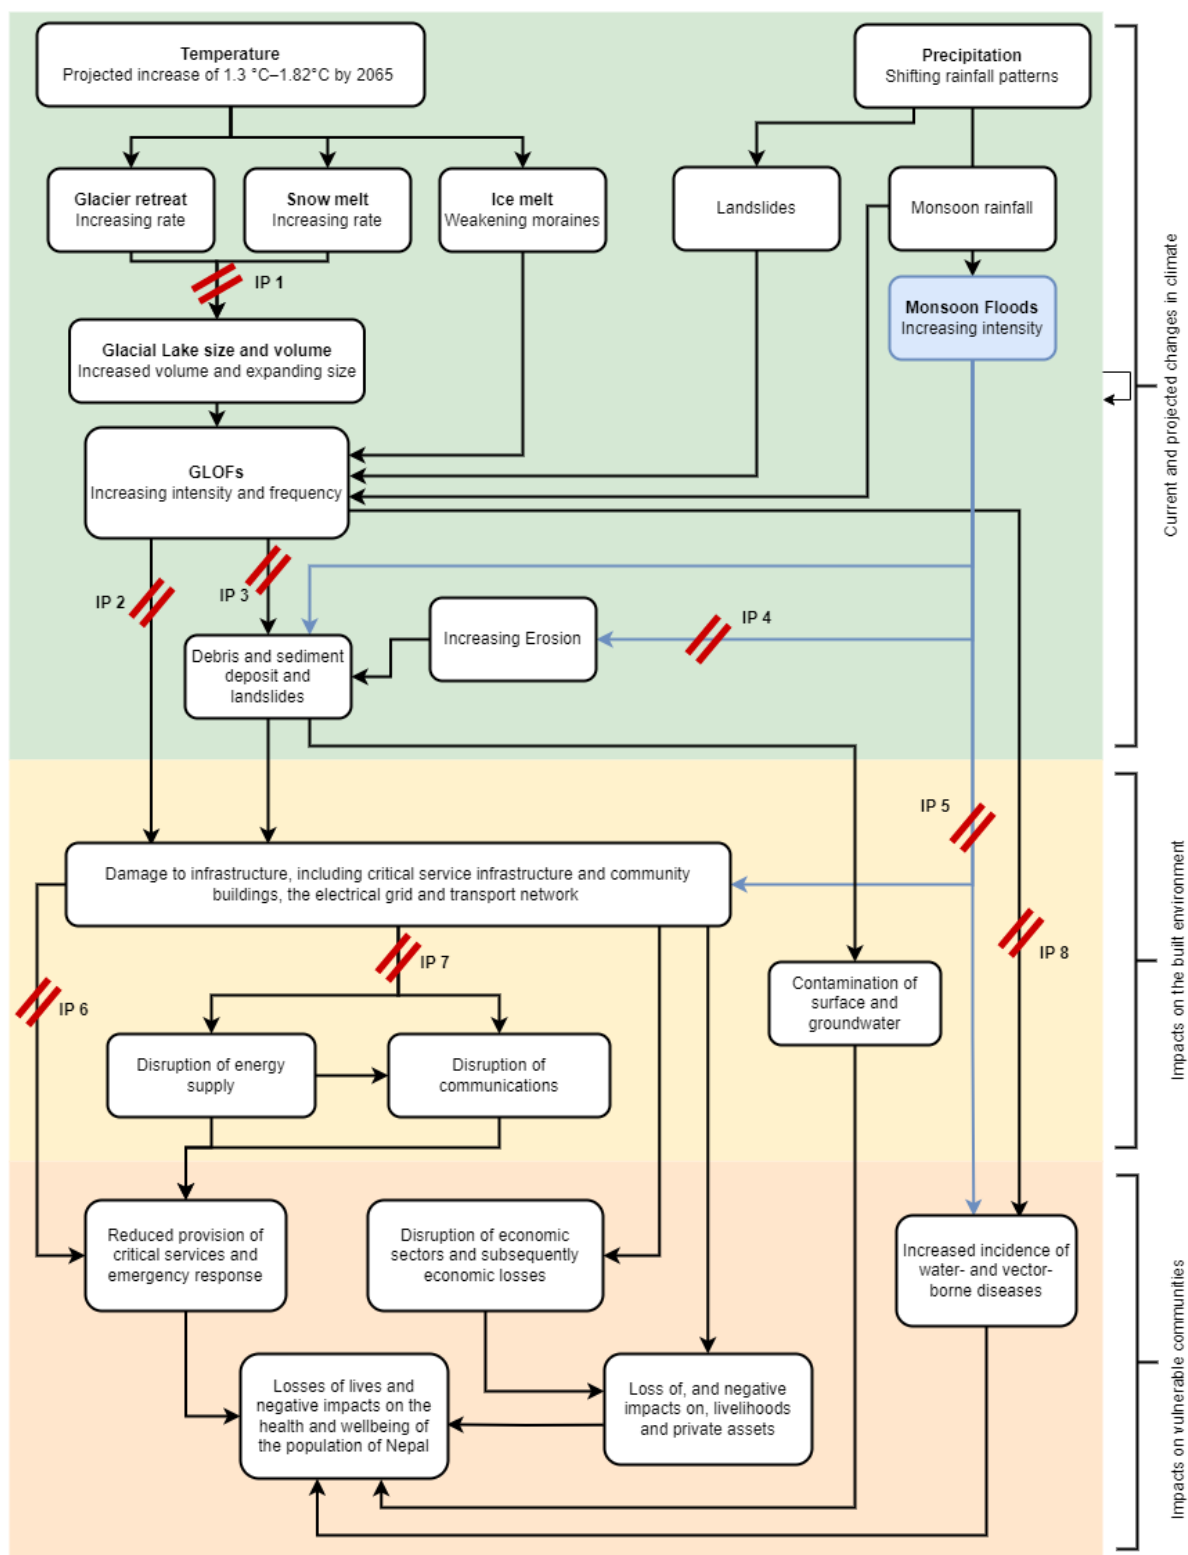 Temperature
Projected increase of 1.3 °C–1.82°C by 2065
Precipitation
Shifting rainfall patterns
Glacier retreat
Increasing rate
Snow melt
Increasing rate
Ice melt
Weakening moraines
Landslides
Monsoon rainfall
IP 1
Monsoon Floods
Increasing intensity
Glacial Lake size and volume
Increased volume and expanding size
GLOFs
Increasing intensity and frequency
Current and projected changes in climate
IP 2
IP 3
IP 4
Increasing Erosion
Debris and sediment
deposit and
landslides
IP 5
Damage to infrastructure, including critical service infrastructure and community
buildings, the electrical grid and transport network
IP 8
IP 7
IP 6
Contamination of
surface and
groundwater
Disruption of energy
supply
Disruption of
communications
Impacts on the built environment
Reduced provision of
critical services and
emergency response
Disruption of economic
sectors and subsequently
economic losses
Increased incidence of
water- and vector-
borne diseases
Losses of lives and
negative impacts on the
health and wellbeing of
the population of Nepal
Loss of, and negative
impacts on, livelihoods
and private assets
Impacts on vulnerable communities